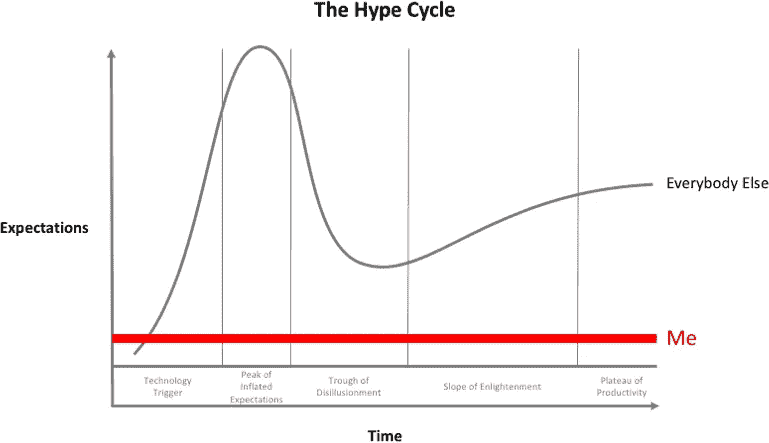 The Hype Cycle
Everybody Else
Expectations
Me
Technology
Trigger
Peak of
Inflated
Expectations
Trough of
Disillusionment
Slope of Enlightenment
Plateau of
Productivity
Time